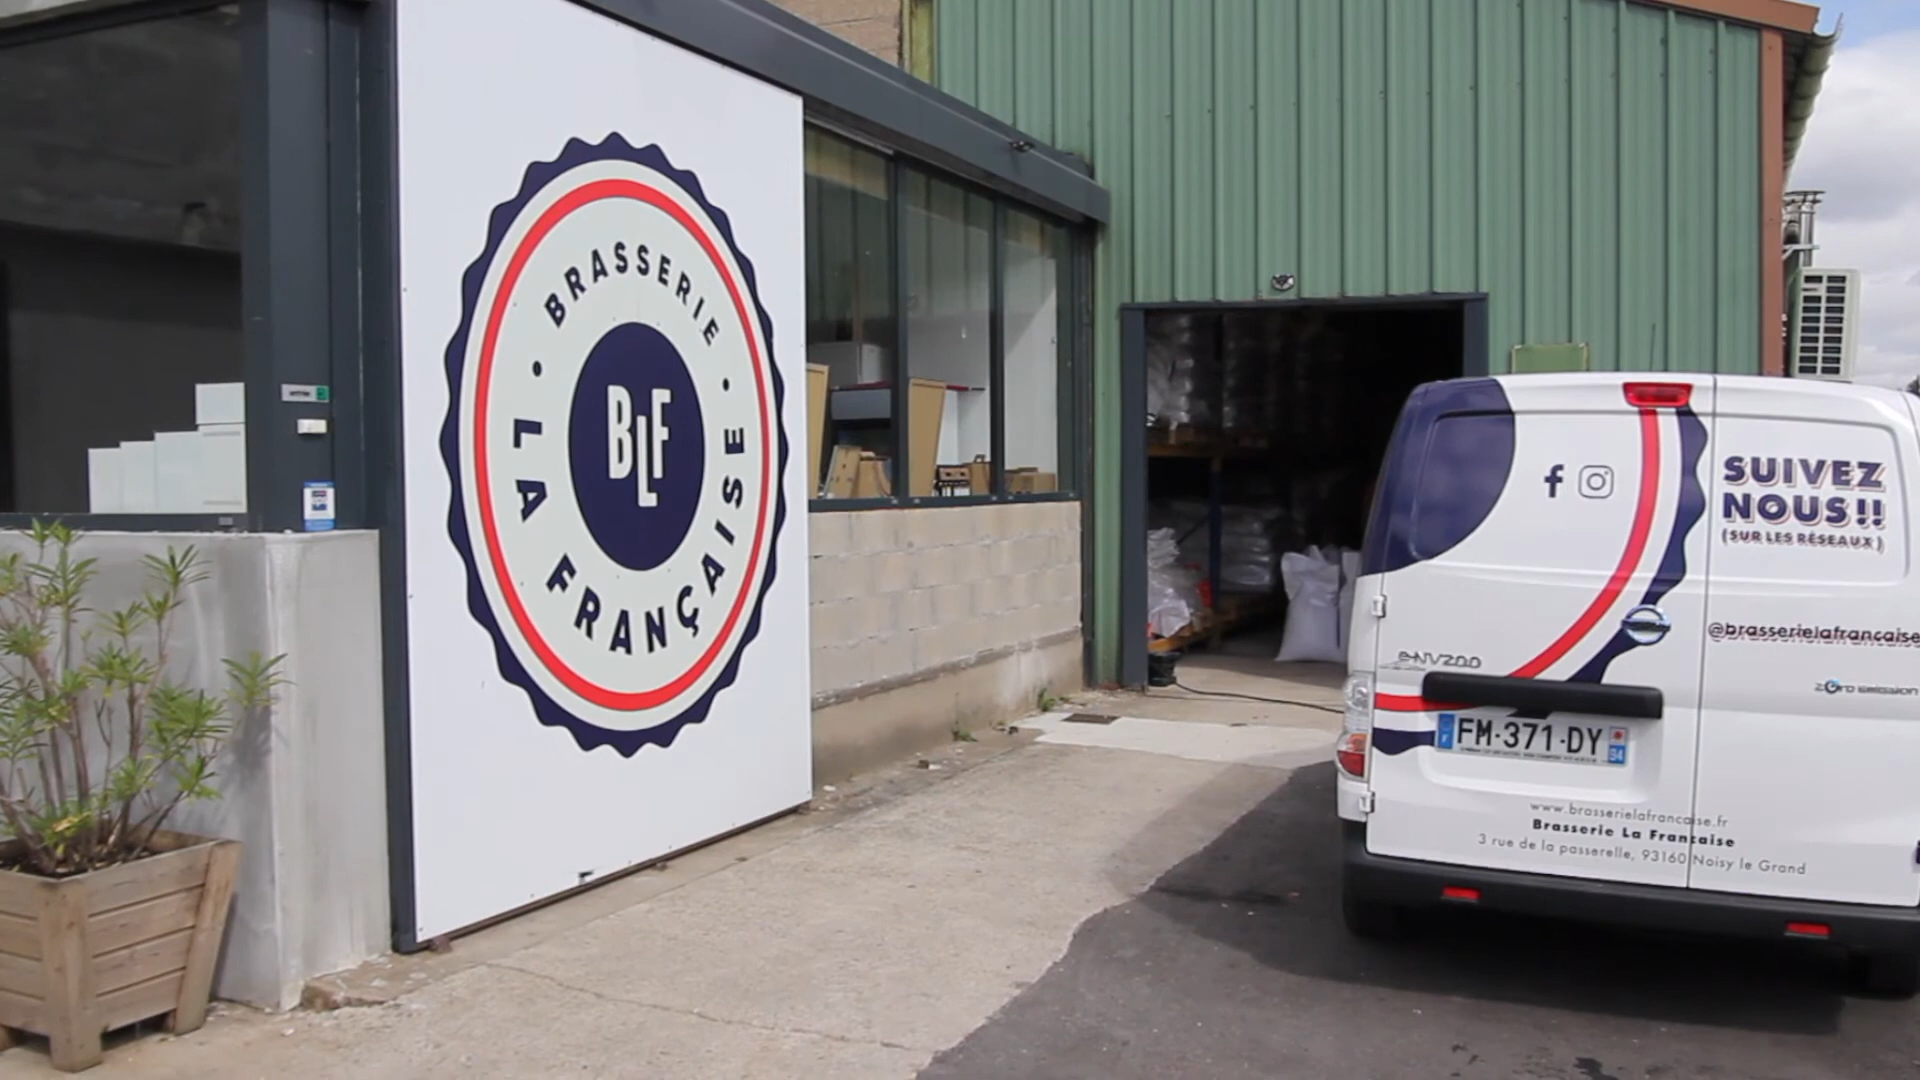 BRASSERIE
LA FRANÇAISE
BLF
SUIVEZ
NOUS!!
(SUR LES RÉSEAUX)
@brasserielafrancaise
e-NV200
zero emission
F
FM-371-DY
94
www.brasserielafrancaise.fr
Brasserie La Française
3 rue de la passerelle, 93160 Noisy le Grand